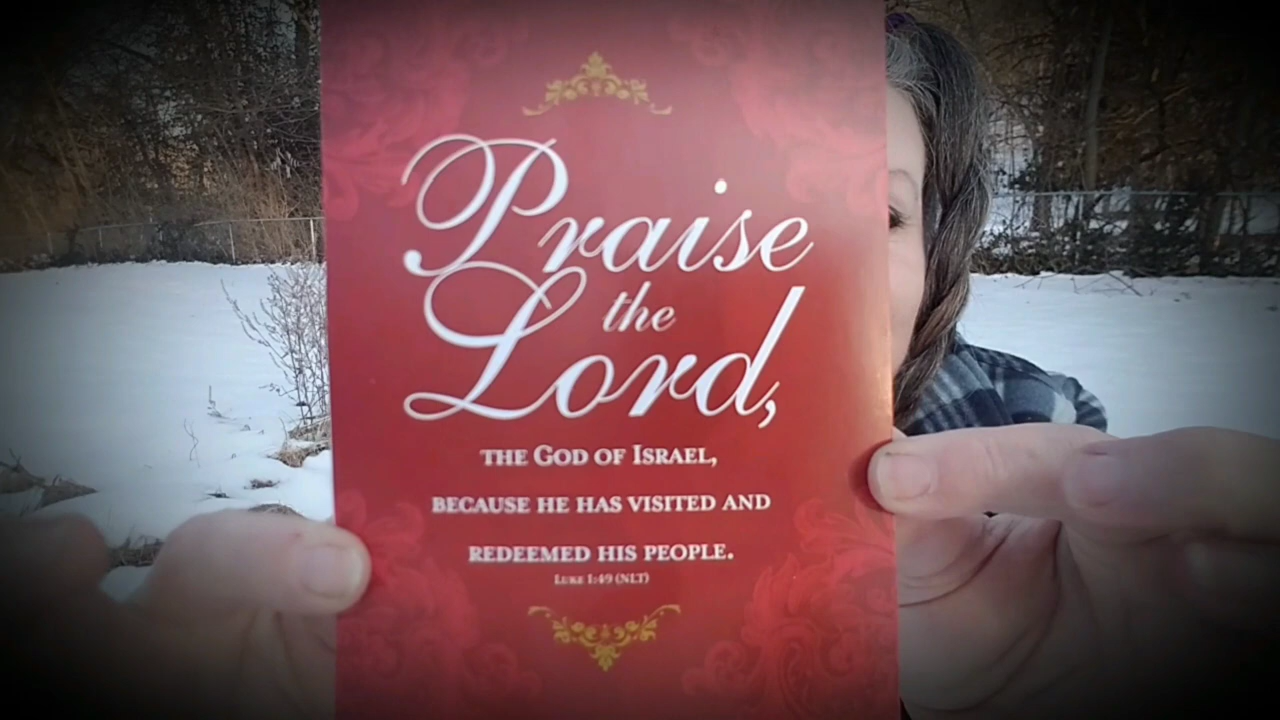 Praise
the
Lord,
THE GOD OF ISRAEL,
BECAUSE HE HAS VISITED AND
REDEEMED HIS PEOPLE.
LUKE 1:49 (NLT)